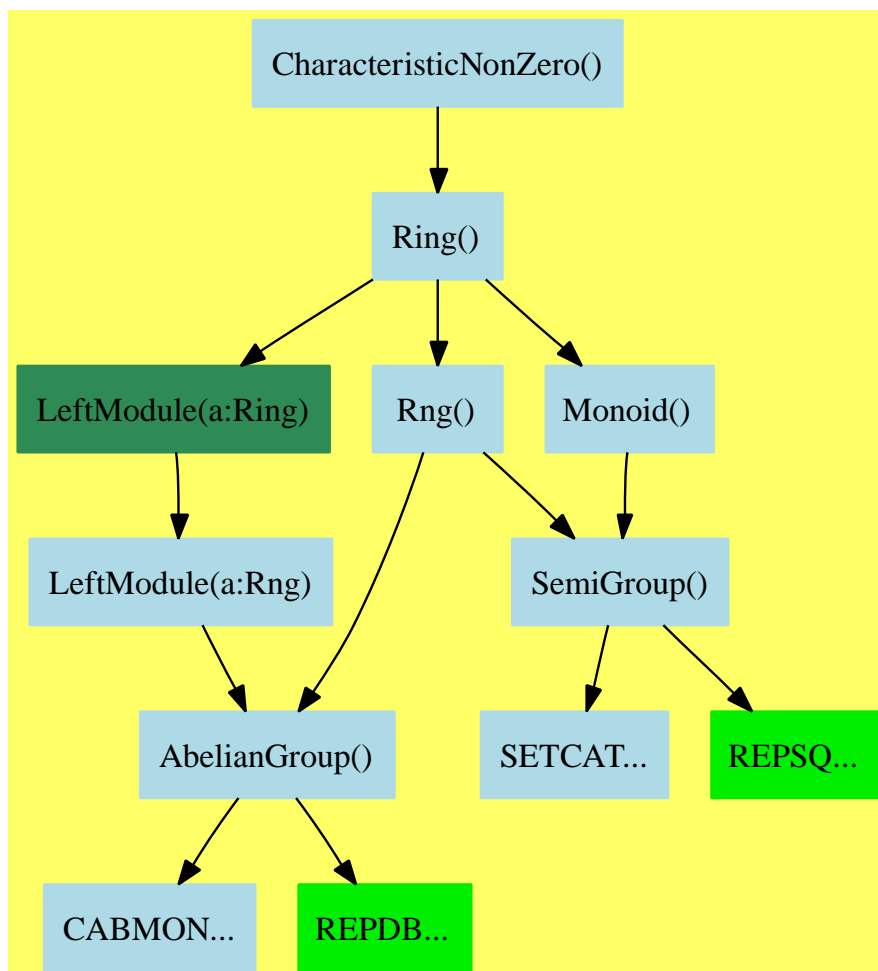 CharacteristicNonZero()
Ring()
LeftModule(a:Ring)
Rng()
Monoid()
LeftModule(a:Rng)
SemiGroup()
AbelianGroup()
SETCAT...
REPSQ...
CABMON...
REPDB...